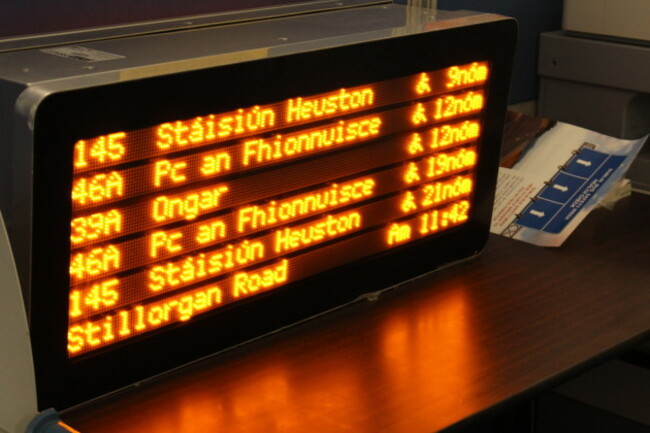 145 Stáisiún Heuston & 9nóm
46A Pc an Fhionnuisce & 12nóm
39A Ongar & 12nóm
46A Pc an Fhionnuisce & 19nóm
145 Stáisiún Heuston & 21nóm
Stillorgan Road Am 11:42